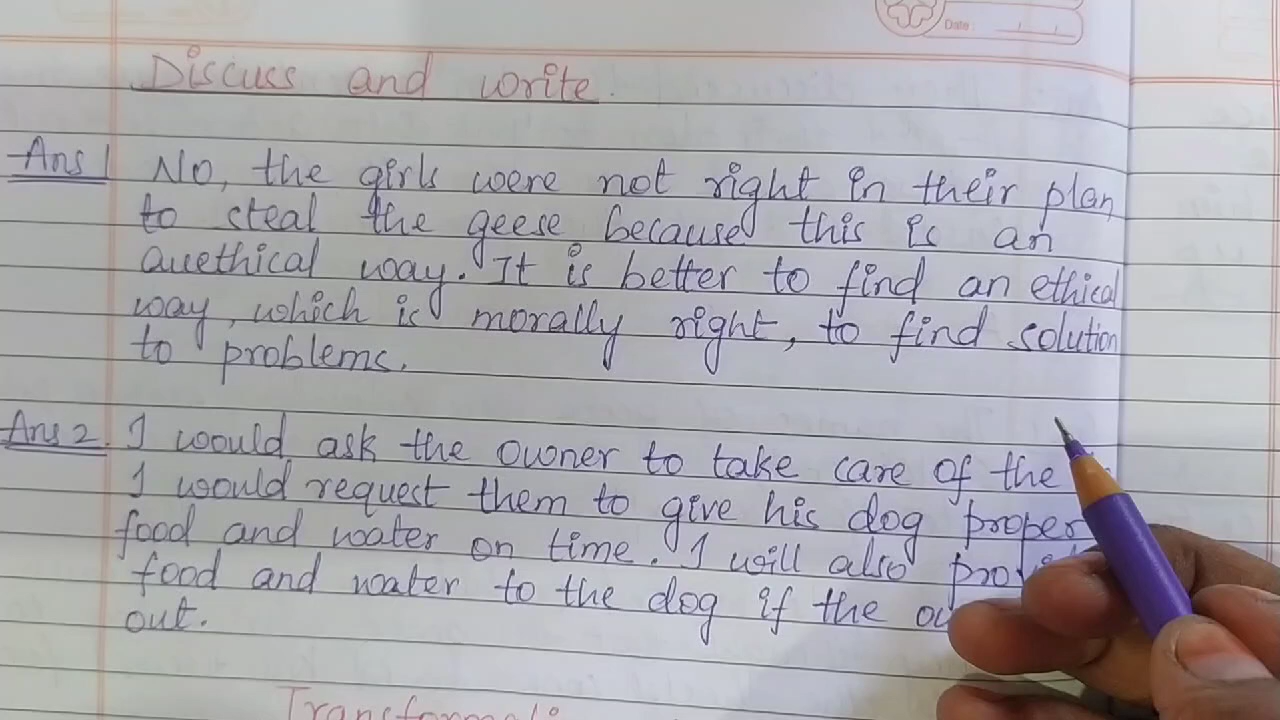 Date:
Discuss and write.
Ans 1 No, the girls were not right in their plan
to steal the geese because this is an
auethical way. It is better to find an ethical
way, which is morally right, to find solution
to problems.
Ans 2. I would ask the owner to take care of the
I would request them to give his dog proper
food and water on time. I will also
food and water to the dog if the
out.